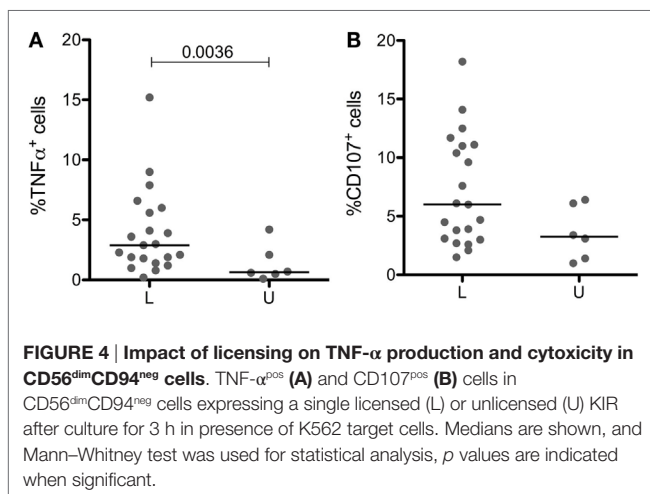 A
B
20
15
10
5
0
%TNFα⁺ cells
0.0036
L U
20
15
10
5
0
%CD107⁺ cells
L U
FIGURE 4 | Impact of licensing on TNF-α production and cytoxicity in
CD56ᵈⁱᵐCD94ⁿᵉᵍ cells. TNF-αᵖᵒˢ (A) and CD107ᵖᵒˢ (B) cells in
CD56ᵈⁱᵐCD94ⁿᵉᵍ cells expressing a single licensed (L) or unlicensed (U) KIR
after culture for 3 h in presence of K562 target cells. Medians are shown, and
Mann–Whitney test was used for statistical analysis, p values are indicated
when significant.